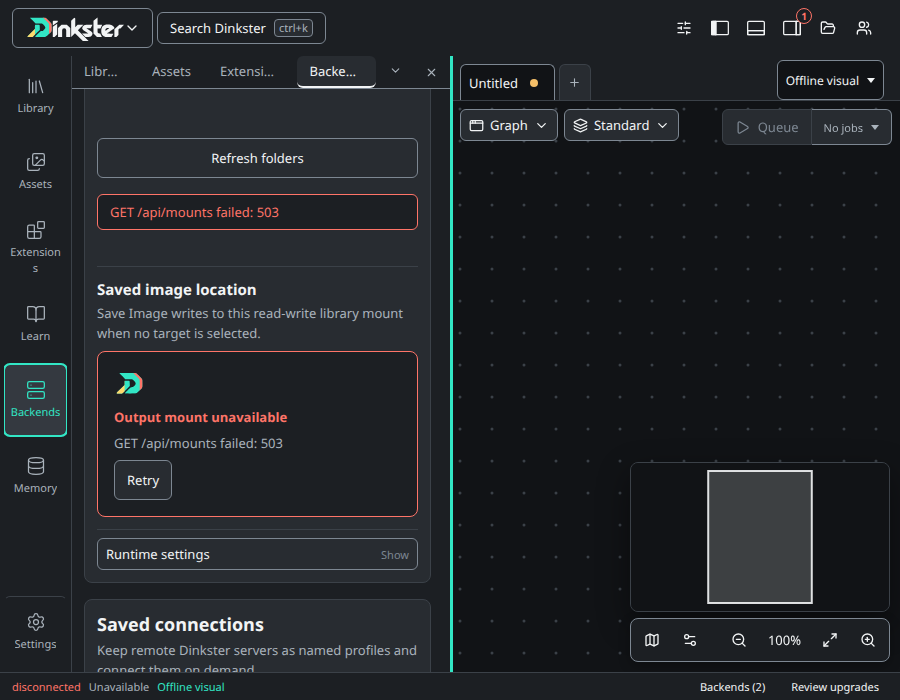 Dinkster
Search Dinkster ctrl+k
1
Libr...
Assets
Extensi...
Backe...
Untitled
+
Offline visual
Library
Assets
Extension
s
Learn
Backends
Memory
Settings
Refresh folders
GET /api/mounts failed: 503
Saved image location
Save Image writes to this read-write library mount
when no target is selected.
Output mount unavailable
GET /api/mounts failed: 503
Retry
Runtime settings Show
Saved connections
Keep remote Dinkster servers as named profiles and
connect them on demand.
Graph
Standard
Queue
No jobs
100%
disconnected Unavailable Offline visual
Backends (2) Review upgrades